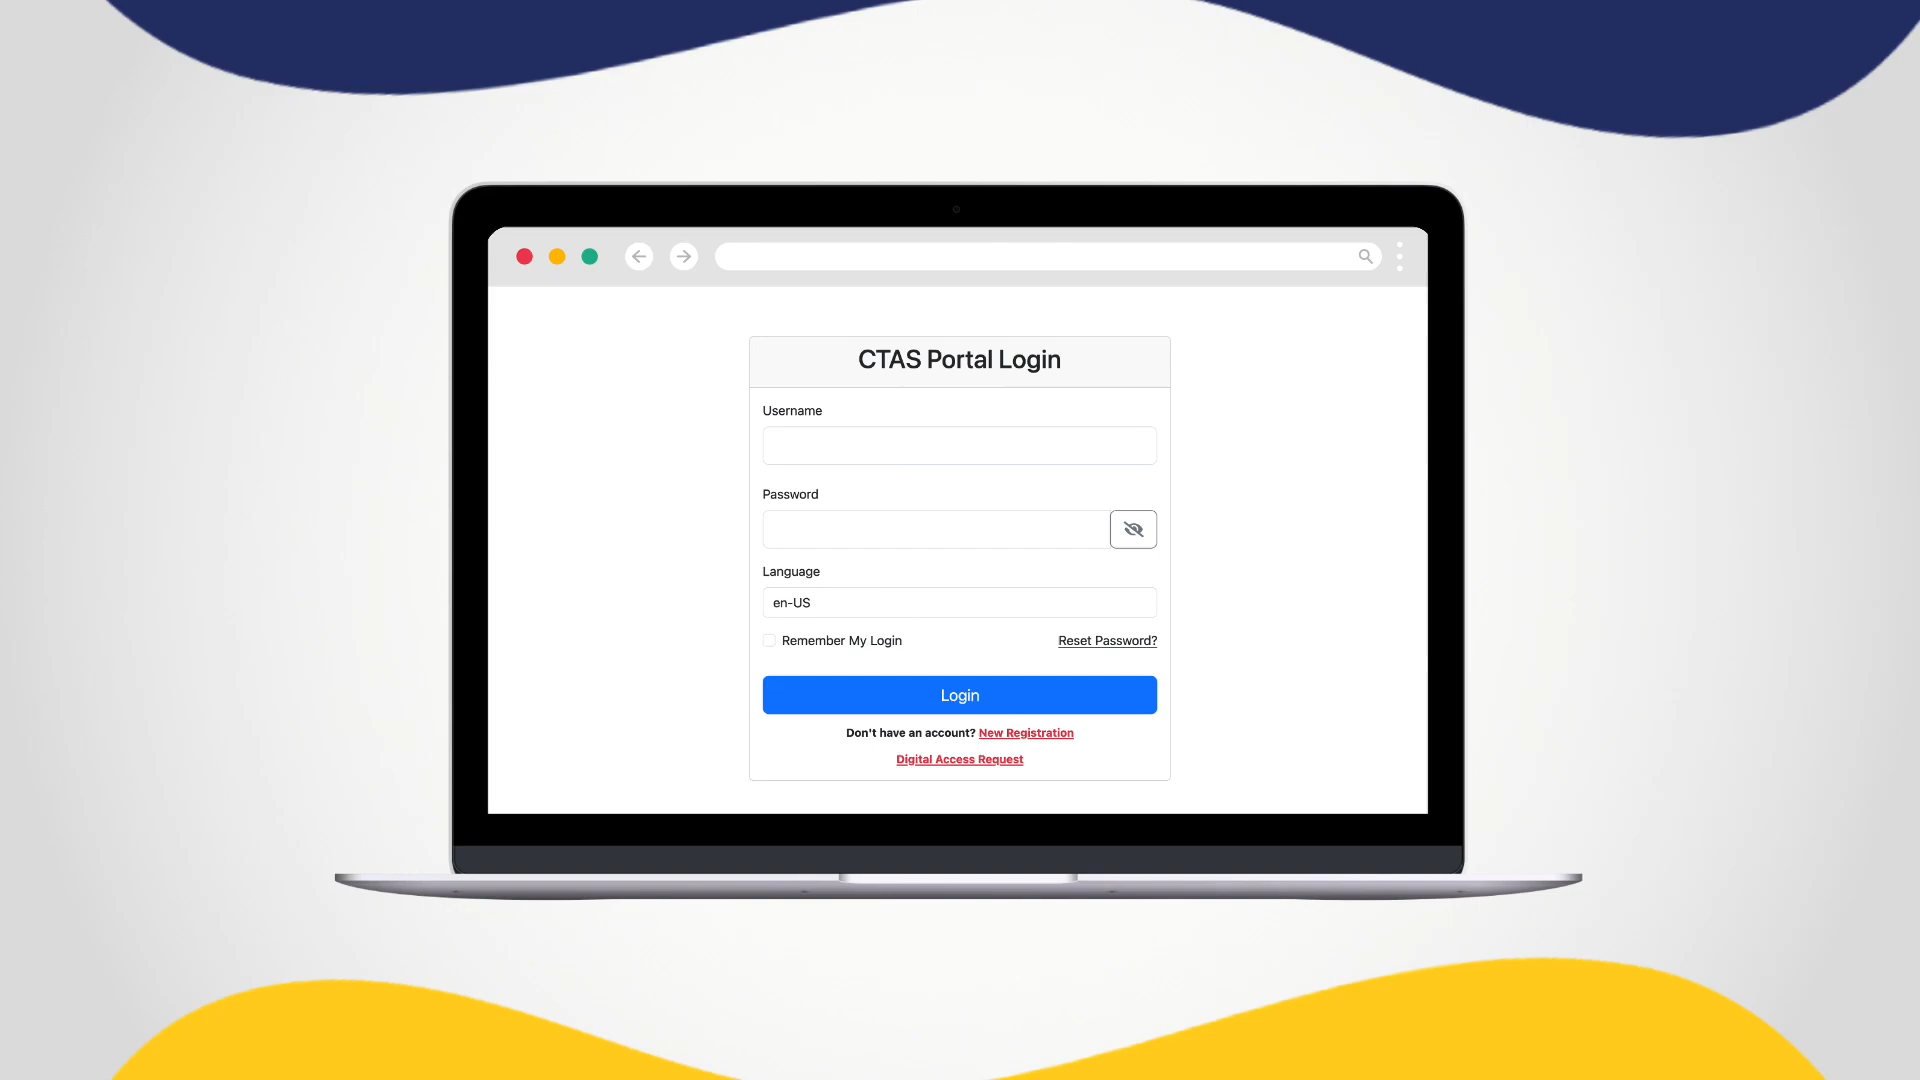 CTAS Portal Login
Username
Password
Language
en-US
Remember My Login Reset Password?
Login
Don't have an account? New Registration
Digital Access Request